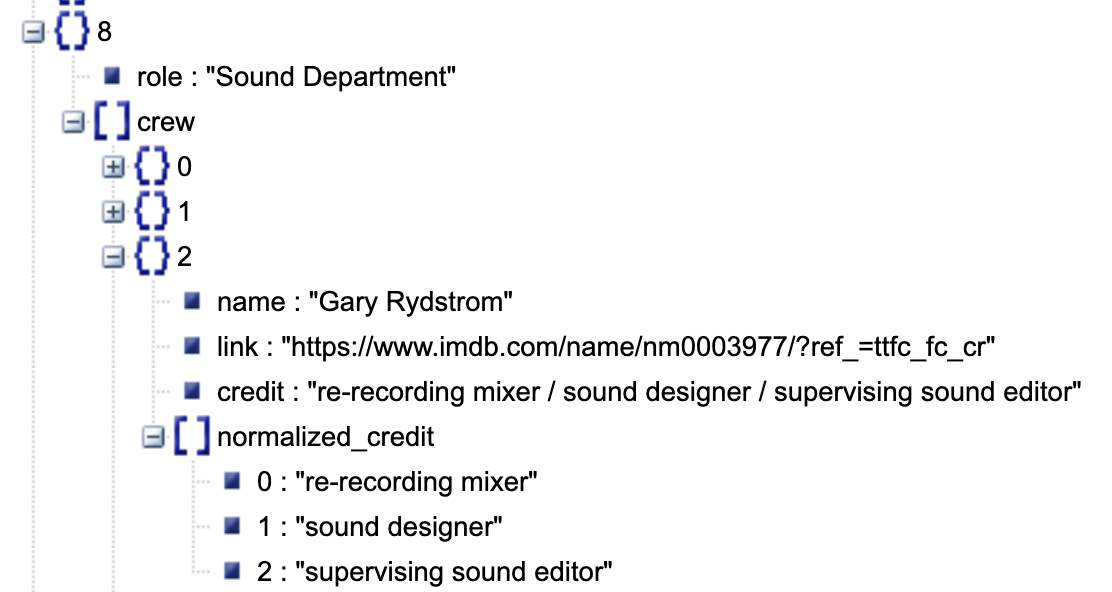 8
role : "Sound Department"
crew
0
1
2
name : "Gary Rydstrom"
link : "https://www.imdb.com/name/nm0003977/?ref_=ttfc_fc_cr"
credit : "re-recording mixer / sound designer / supervising sound editor"
normalized_credit
0 : "re-recording mixer"
1 : "sound designer"
2 : "supervising sound editor"